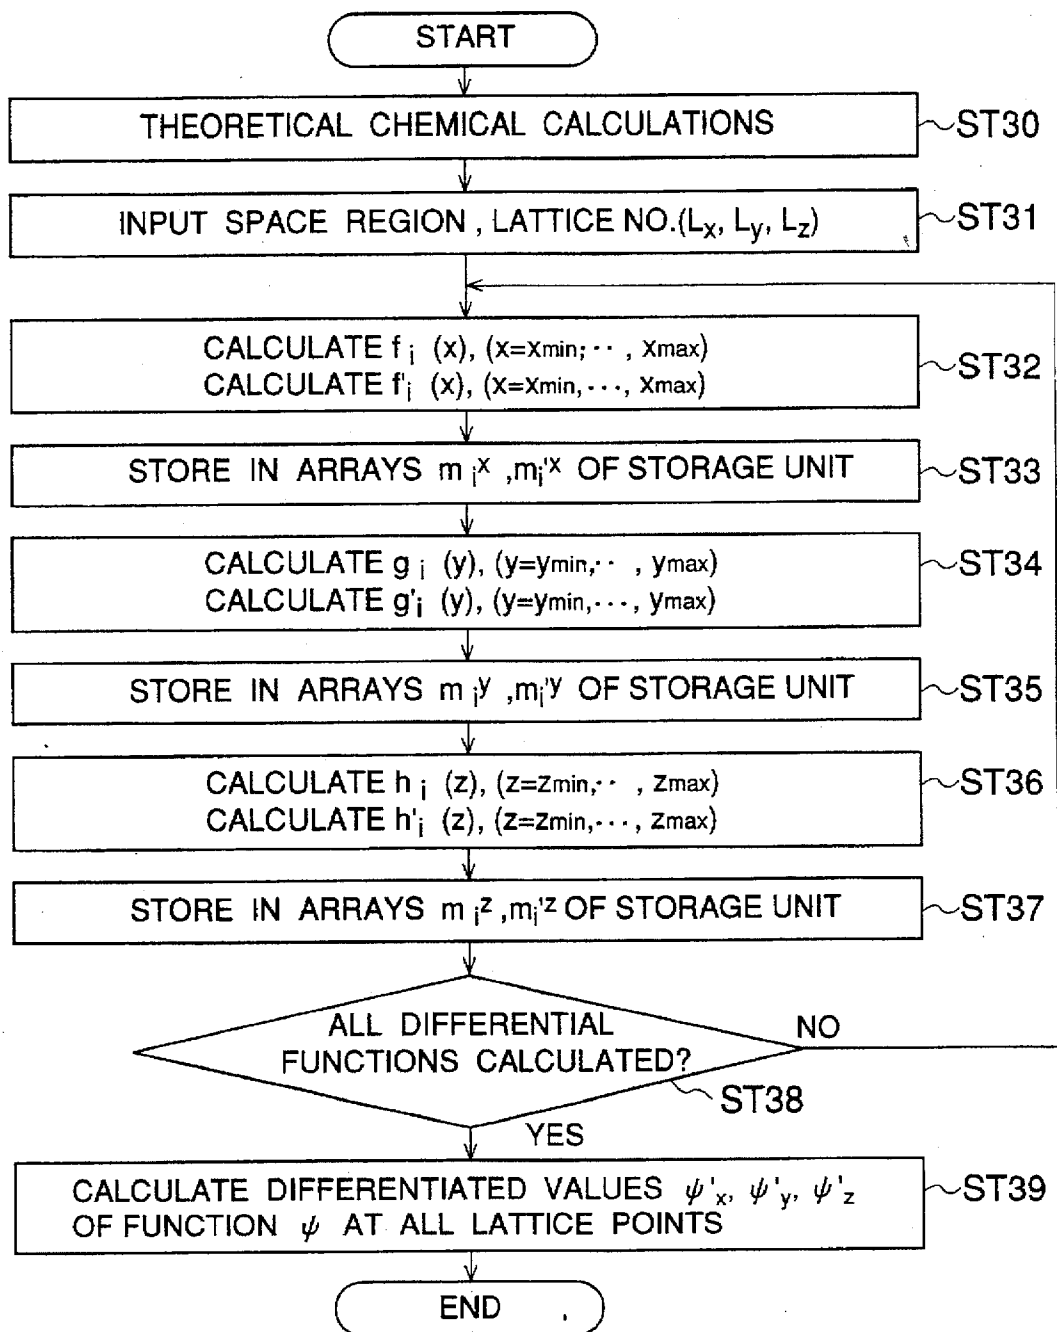 START
THEORETICAL CHEMICAL CALCULATIONS
ST30
INPUT SPACE REGION , LATTICE NO.(Lx, Ly, Lz)
ST31
CALCULATE fi (x), (x=xmin;·· , xmax)
CALCULATE f'i (x), (x=xmin,···, xmax)
ST32
STORE IN ARRAYS mi^x ,mi'^x OF STORAGE UNIT
ST33
CALCULATE gi (y), (y=ymin,·· , ymax)
CALCULATE g'i (y), (y=ymin,···, ymax)
ST34
STORE IN ARRAYS mi^y ,mi'^y OF STORAGE UNIT
ST35
CALCULATE hi (z), (z=zmin,·· , zmax)
CALCULATE h'i (z), (z=zmin,···, zmax)
ST36
STORE IN ARRAYS mi^z ,mi'^z OF STORAGE UNIT
ST37
ALL DIFFERENTIAL
FUNCTIONS CALCULATED?
NO
ST38
YES
CALCULATE DIFFERENTIATED VALUES ψ'x, ψ'y, ψ'z
OF FUNCTION ψ AT ALL LATTICE POINTS
ST39
END